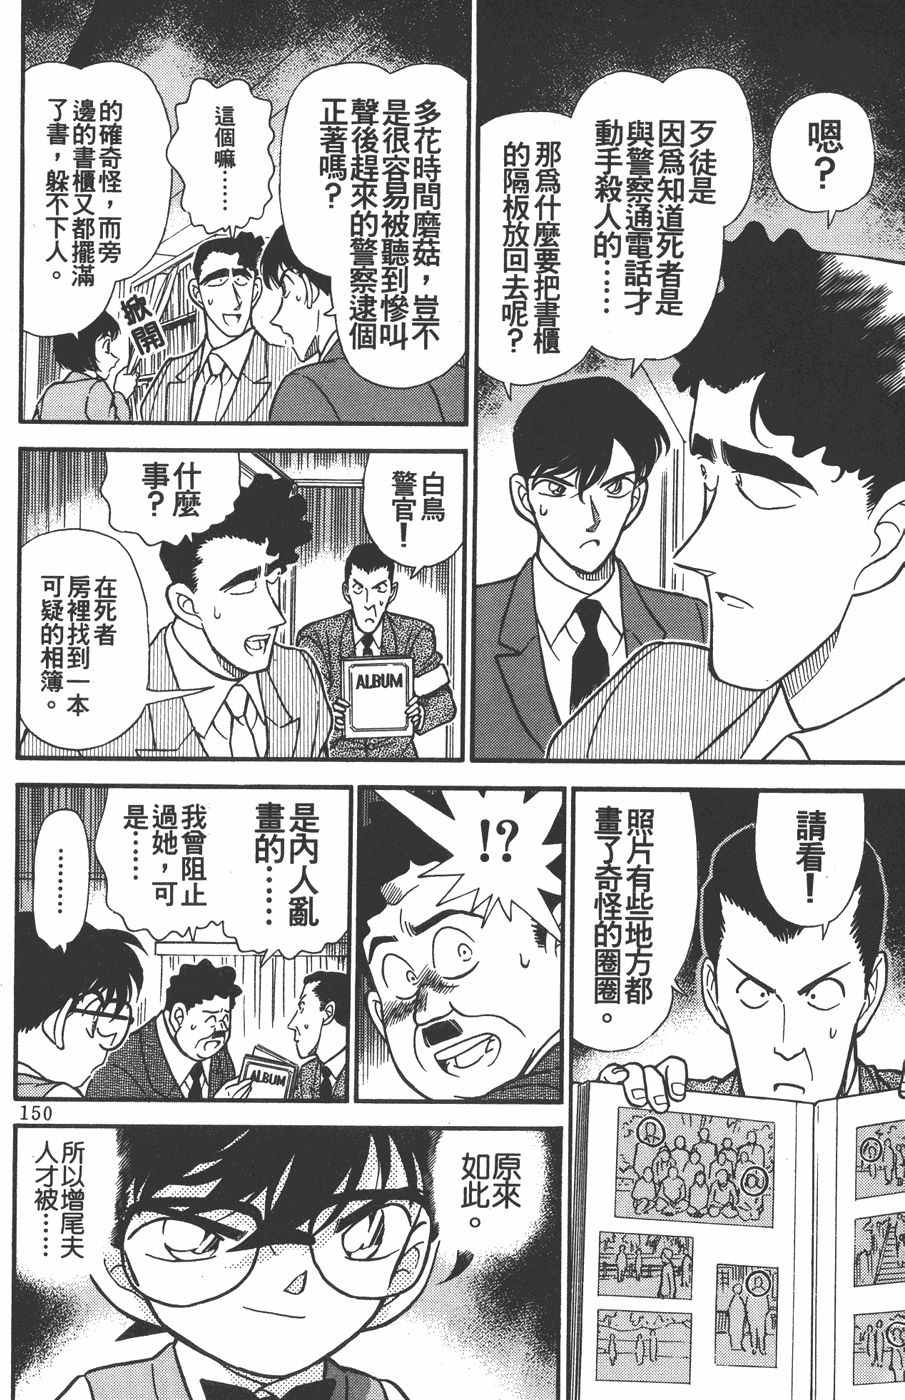 嗯?
歹徒是
因為知道死者是
與警察通電話才
動手殺人的……
那為什麼要把書櫃
的隔板放回去呢?
多花時間磨菇,豈不
是很容易被聽到慘叫
聲後趕來的警察逮個
正著嗎?
這個嘛……
的確奇怪,而旁
邊的書櫃又都擺滿
了書,躲不下人。
掀開
白鳥
警官!
什麼
事?
在死者
房裡找到一本
可疑的相簿。
ALBUM
請看!
照片有些地方都
畫了奇怪的圈圈。
!?
是內人亂
畫的……
我曾阻止
過她,可
是……
ALBUM
………
150
原來
如此。
所以增尾夫
人才被……